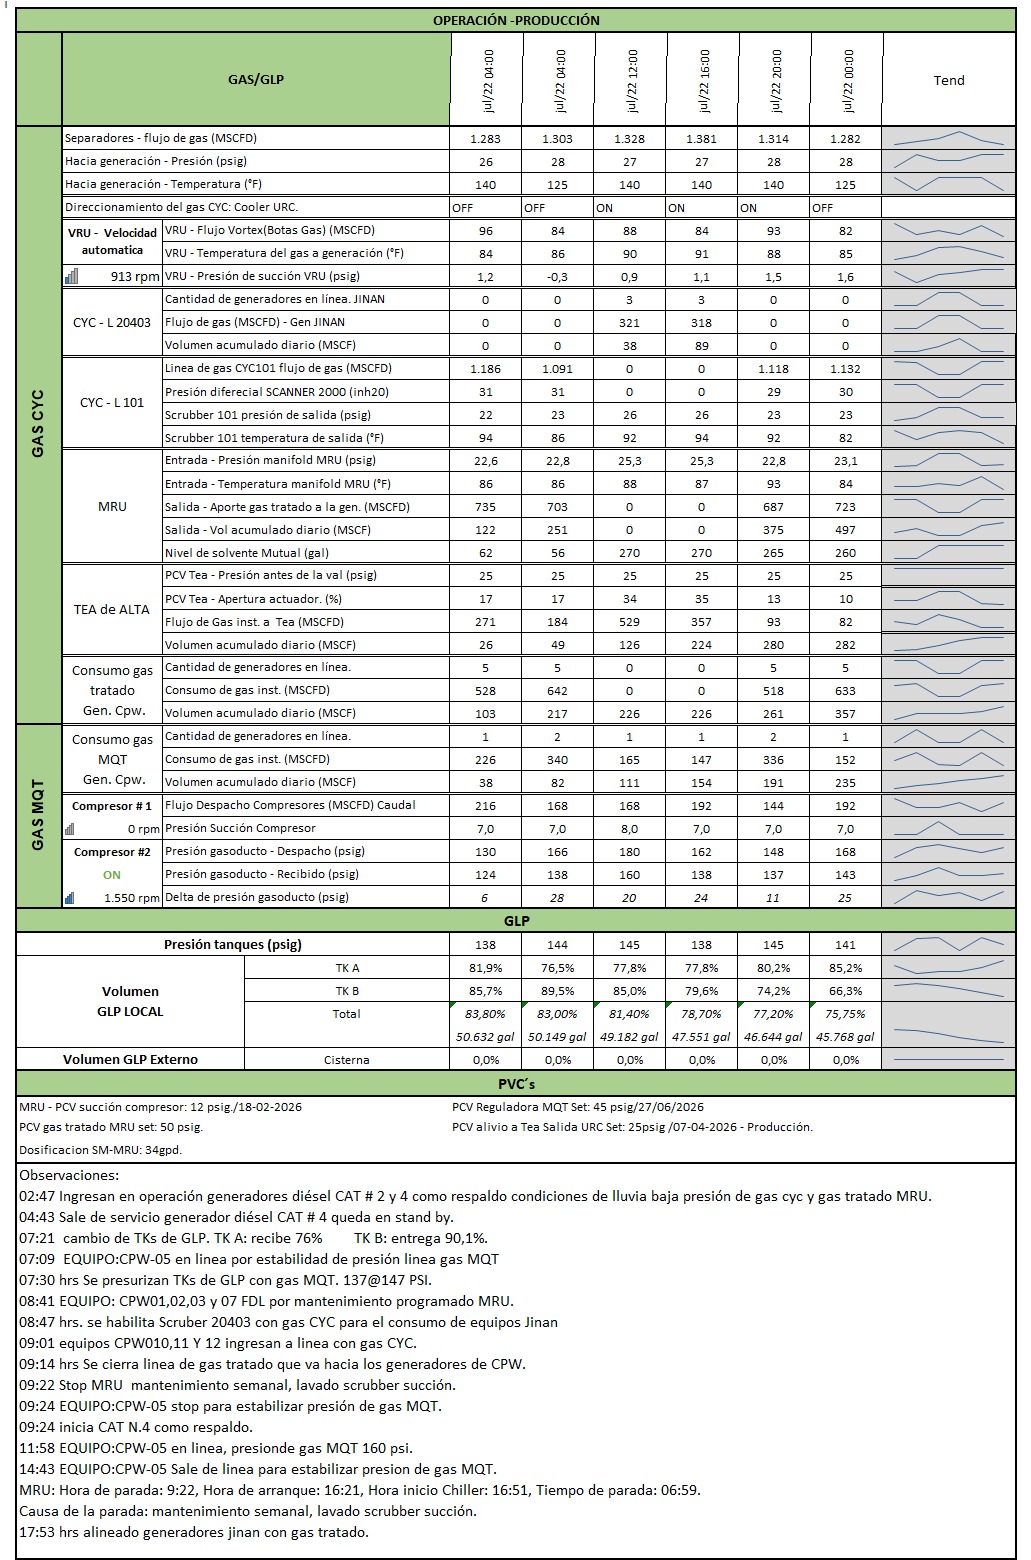 OPERACIÓN -PRODUCCIÓN
GAS/GLP jul/22 04:00 jul/22 04:00 jul/22 12:00 jul/22 16:00 jul/22 20:00 jul/22 00:00 Tend
GAS CYC
Separadores - flujo de gas (MSCFD) 1.283 1.303 1.328 1.381 1.314 1.282
Hacia generación - Presión (psig) 26 28 27 27 28 28
Hacia generación - Temperatura (°F) 140 125 140 140 140 125
Direccionamiento del gas CYC: Cooler URC. OFF OFF ON ON ON OFF
VRU - Velocidad automatica
VRU - Flujo Vortex(Botas Gas) (MSCFD) 96 84 88 84 93 82
VRU - Temperatura del gas a generación (°F) 84 86 90 91 88 85
913 rpm VRU - Presión de succión VRU (psig) 1,2 -0,3 0,9 1,1 1,5 1,6
CYC - L 20403
Cantidad de generadores en línea. JINAN 0 0 3 3 0 0
Flujo de gas (MSCFD) - Gen JINAN 0 0 321 318 0 0
Volumen acumulado diario (MSCF) 0 0 38 89 0 0
CYC - L 101
Linea de gas CYC101 flujo de gas (MSCFD) 1.186 1.091 0 0 1.118 1.132
Presión diferecial SCANNER 2000 (inh20) 31 31 0 0 29 30
Scrubber 101 presión de salida (psig) 22 23 26 26 23 23
Scrubber 101 temperatura de salida (°F) 94 86 92 94 92 82
MRU
Entrada - Presión manifold MRU (psig) 22,6 22,8 25,3 25,3 22,8 23,1
Entrada - Temperatura manifold MRU (°F) 86 86 88 87 93 84
Salida - Aporte gas tratado a la gen. (MSCFD) 735 703 0 0 687 723
Salida - Vol acumulado diario (MSCF) 122 251 0 0 375 497
Nivel de solvente Mutual (gal) 62 56 270 270 265 260
TEA de ALTA
PCV Tea - Presión antes de la val (psig) 25 25 25 25 25 25
PCV Tea - Apertura actuador. (%) 17 17 34 35 13 10
Flujo de Gas inst. a Tea (MSCFD) 271 184 529 357 93 82
Volumen acumulado diario (MSCF) 26 49 126 224 280 282
Consumo gas tratado Gen. Cpw.
Cantidad de generadores en línea. 5 5 0 0 5 5
Consumo de gas inst. (MSCFD) 528 642 0 0 518 633
Volumen acumulado diario (MSCF) 103 217 226 226 261 357
GAS MQT
Consumo gas MQT Gen. Cpw.
Cantidad de generadores en línea. 1 2 1 1 2 1
Consumo de gas inst. (MSCFD) 226 340 165 147 336 152
Volumen acumulado diario (MSCF) 38 82 111 154 191 235
Compresor # 1 Flujo Despacho Compresores (MSCFD) Caudal 216 168 168 192 144 192
0 rpm Presión Succión Compresor 7,0 7,0 8,0 7,0 7,0 7,0
Compresor #2 Presión gasoducto - Despacho (psig) 130 166 180 162 148 168
ON Presión gasoducto - Recibido (psig) 124 138 160 138 137 143
1.550 rpm Delta de presión gasoducto (psig) 6 28 20 24 11 25
GLP
Presión tanques (psig) 138 144 145 138 145 141
Volumen GLP LOCAL
TK A 81,9% 76,5% 77,8% 77,8% 80,2% 85,2%
TK B 85,7% 89,5% 85,0% 79,6% 74,2% 66,3%
Total 83,80% 83,00% 81,40% 78,70% 77,20% 75,75%
50.632 gal 50.149 gal 49.182 gal 47.551 gal 46.644 gal 45.768 gal
Volumen GLP Externo Cisterna 0,0% 0,0% 0,0% 0,0% 0,0% 0,0%
PVC´s
MRU - PCV succión compresor: 12 psig./18-02-2026 PCV Reguladora MQT Set: 45 psig/27/06/2026
PCV gas tratado MRU set: 50 psig. PCV alivio a Tea Salida URC Set: 25psig /07-04-2026 - Producción.
Dosificacion SM-MRU: 34gpd.
Observaciones:
02:47 Ingresan en operación generadores diésel CAT # 2 y 4 como respaldo condiciones de lluvia baja presión de gas cyc y gas tratado MRU.
04:43 Sale de servicio generador diésel CAT # 4 queda en stand by.
07:21 cambio de TKs de GLP. TK A: recibe 76% TK B: entrega 90,1%.
07:09 EQUIPO:CPW-05 en linea por estabilidad de presión linea gas MQT
07:30 hrs Se presurizan TKs de GLP con gas MQT. 137@147 PSI.
08:41 EQUIPO: CPW01,02,03 y 07 FDL por mantenimiento programado MRU.
08:47 hrs. se habilita Scruber 20403 con gas CYC para el consumo de equipos Jinan
09:01 equipos CPW010,11 Y 12 ingresan a linea con gas CYC.
09:14 hrs Se cierra linea de gas tratado que va hacia los generadores de CPW.
09:22 Stop MRU mantenimiento semanal, lavado scrubber succión.
09:24 EQUIPO:CPW-05 stop para estabilizar presión de gas MQT.
09:24 inicia CAT N.4 como respaldo.
11:58 EQUIPO:CPW-05 en linea, presionde gas MQT 160 psi.
14:43 EQUIPO:CPW-05 Sale de linea para estabilizar presion de gas MQT.
MRU: Hora de parada: 9:22, Hora de arranque: 16:21, Hora inicio Chiller: 16:51, Tiempo de parada: 06:59.
Causa de la parada: mantenimiento semanal, lavado scrubber succión.
17:53 hrs alineado generadores jinan con gas tratado.